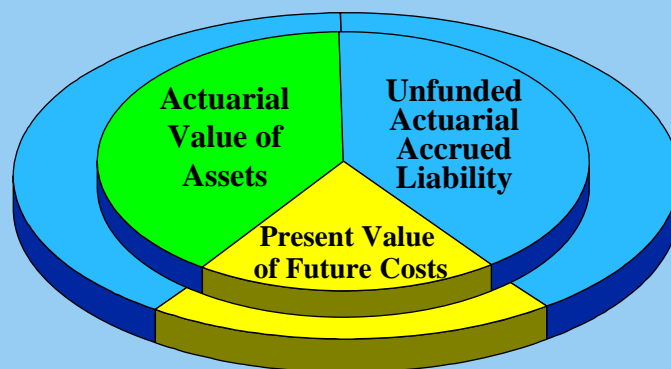 Actuarial
Value of
Assets
Unfunded
Actuarial
Accrued
Liability
Present Value
of Future Costs